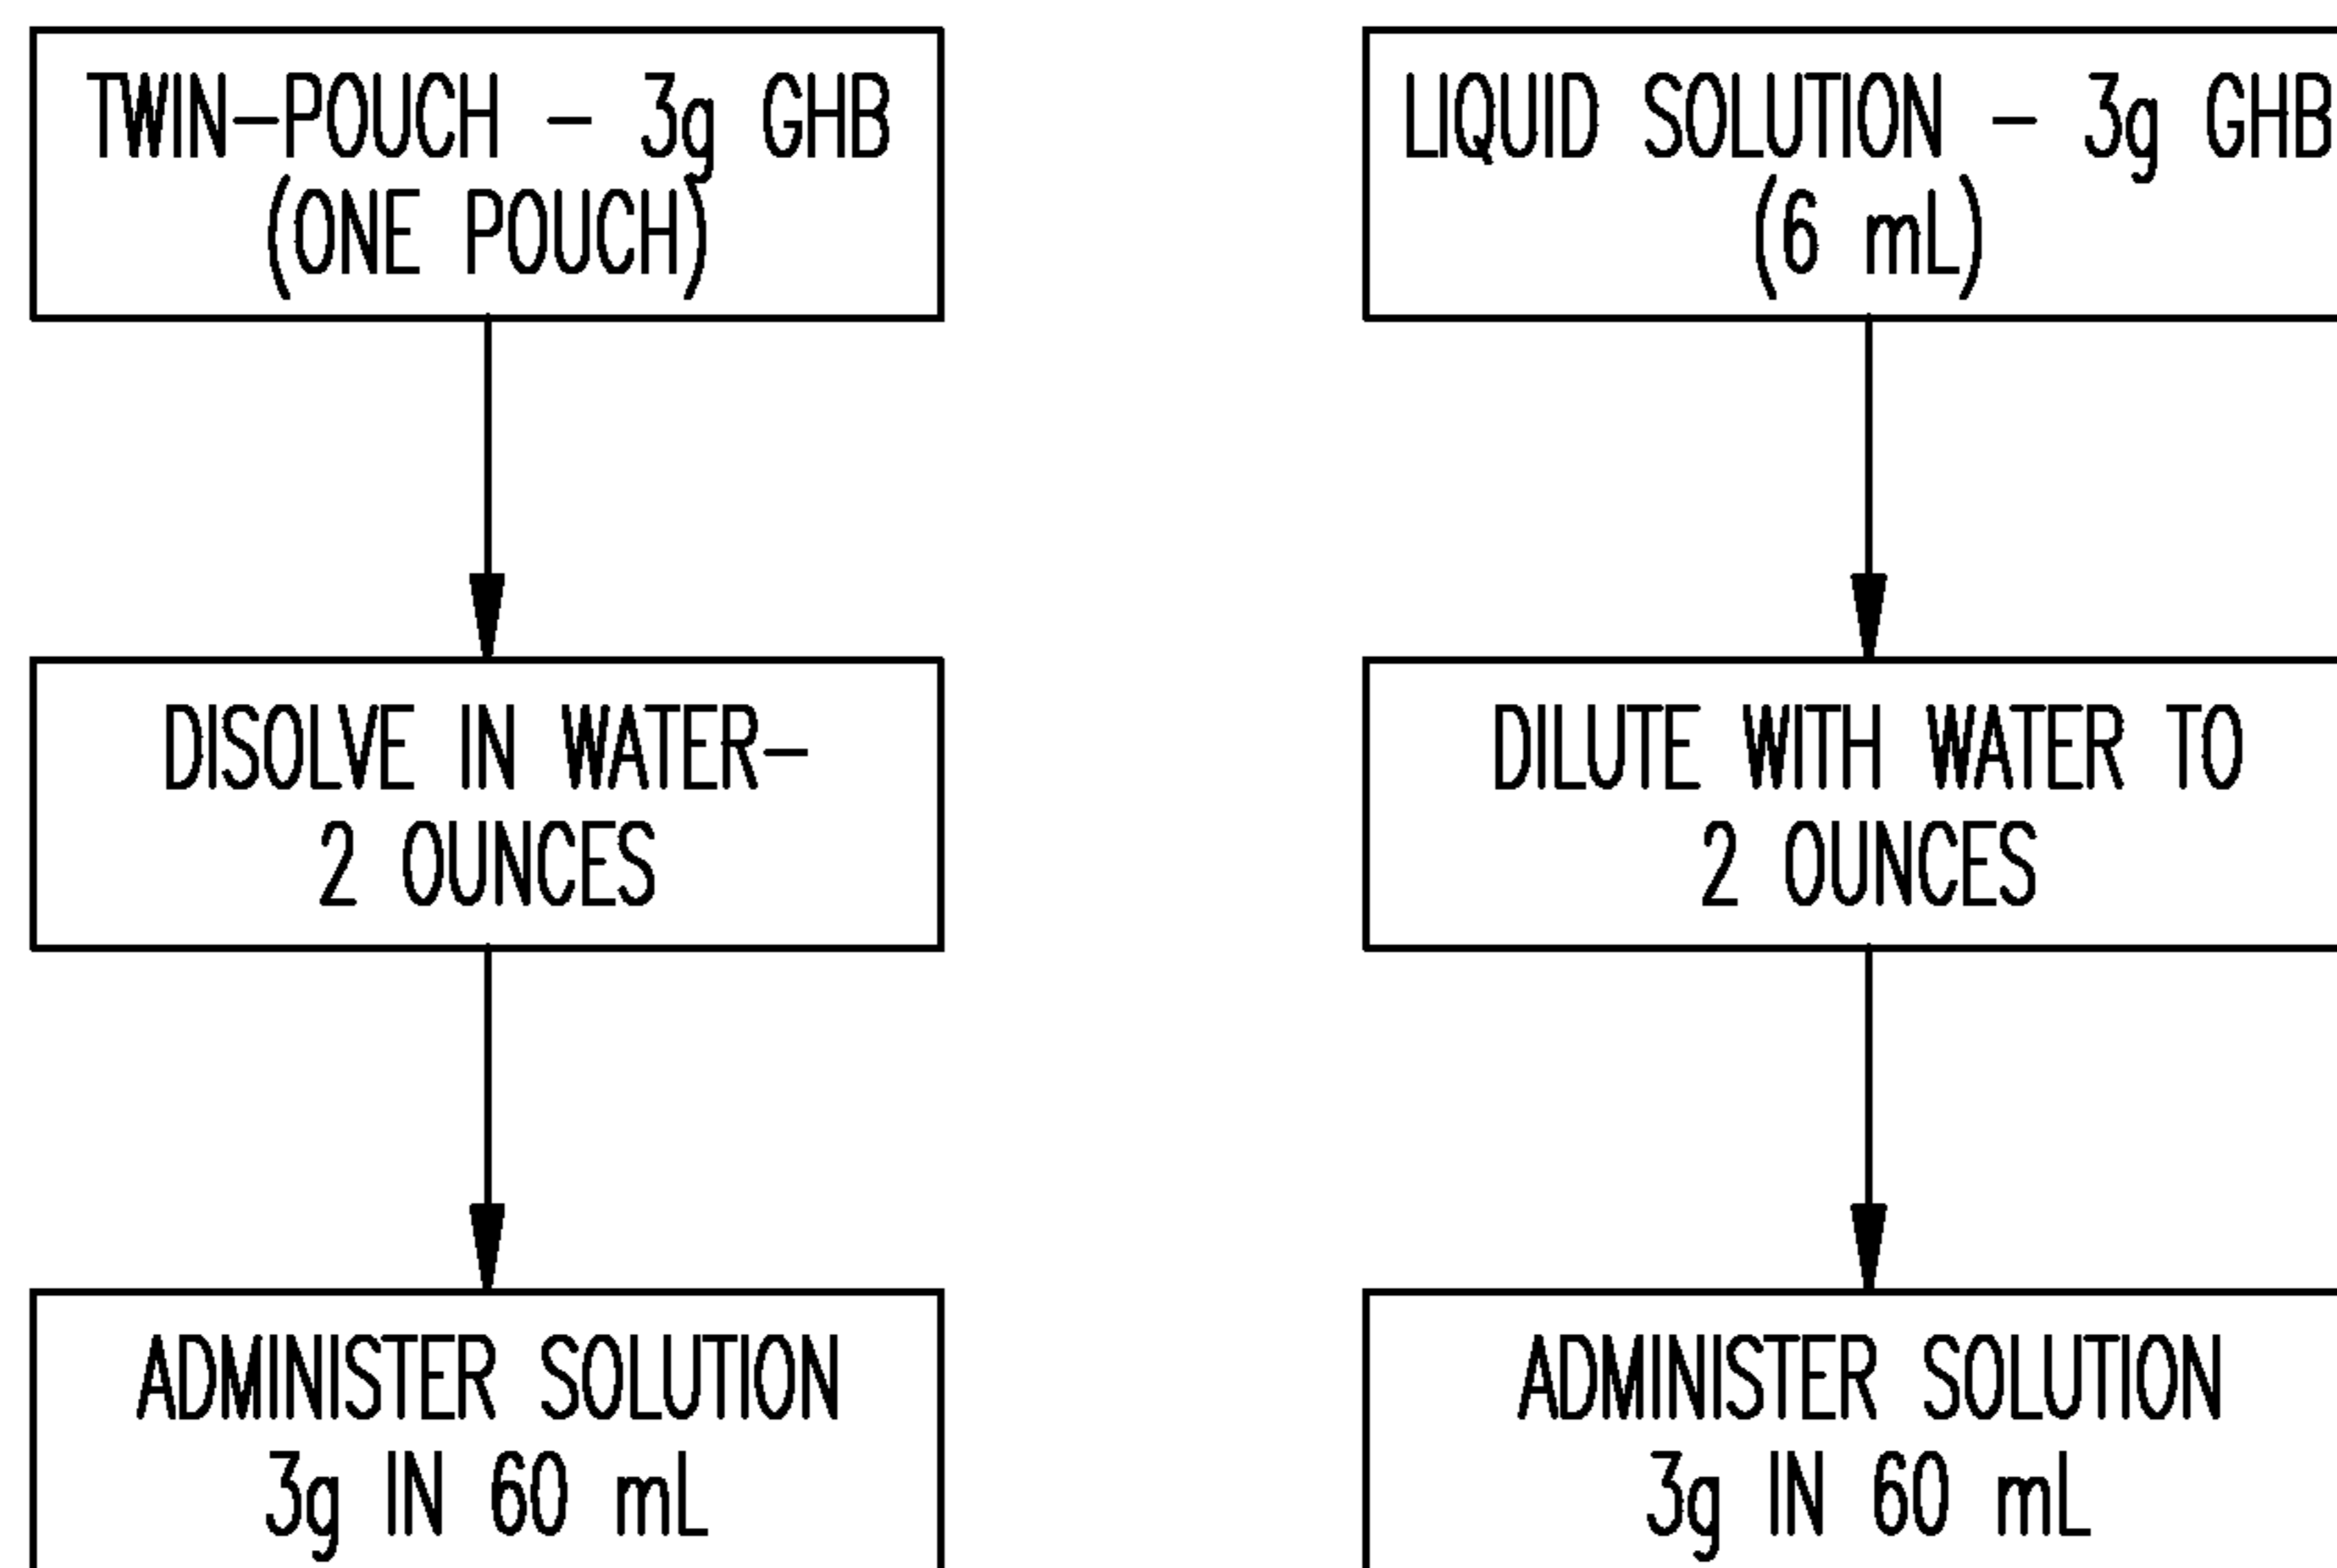 TWIN-POUCH - 3g GHB
(ONE POUCH)
DISOLVE IN WATER-
2 OUNCES
ADMINISTER SOLUTION
3g IN 60 mL
LIQUID SOLUTION - 3g GHB
(6 mL)
DILUTE WITH WATER TO
2 OUNCES
ADMINISTER SOLUTION
3g IN 60 mL